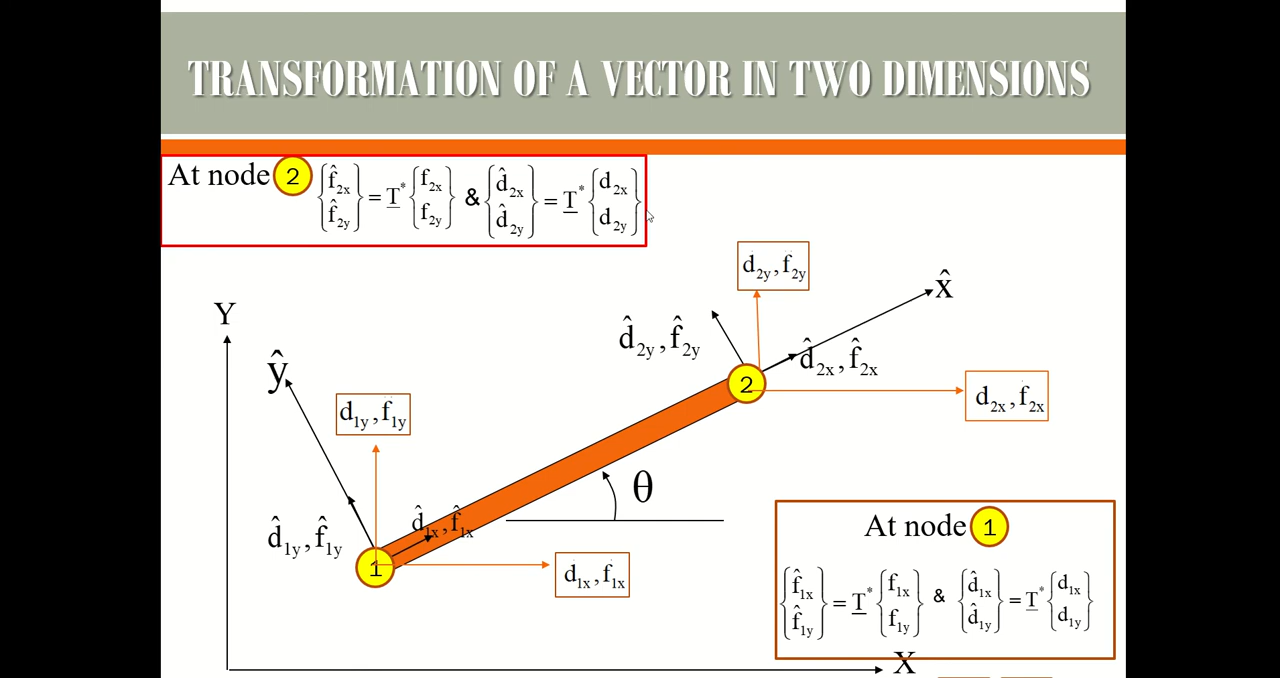 TRANSFORMATION OF A VECTOR IN TWO DIMENSIONS
At node 2 {f̂2x f̂2y} = T* {f2x f2y} & {d̂2x d̂2y} = T* {d2x d2y}
d2y, f2y
x̂
Y
d̂2y, f̂2y
d̂2x, f̂2x
ŷ
2
d2x, f2x
d1y, f1y
θ
d̂1x, f̂1x
d̂1y, f̂1y
1
d1x, f1x
At node 1
{f̂1x f̂1y} = T* {f1x f1y} & {d̂1x d̂1y} = T* {d1x d1y}
X